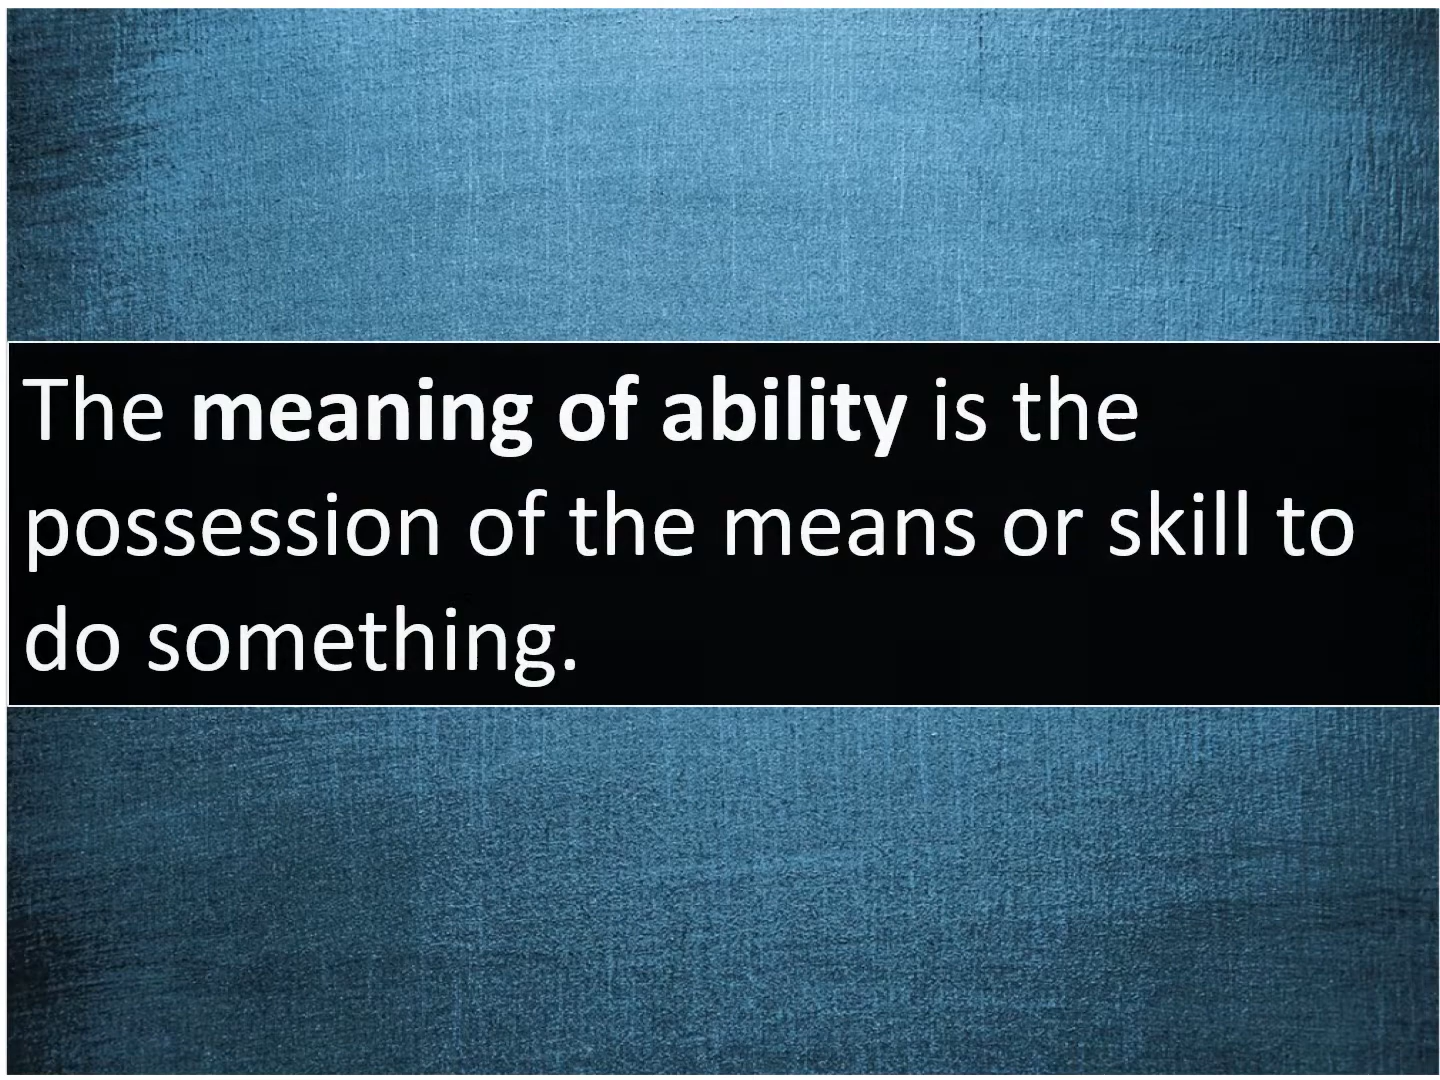 The meaning of ability is the
possession of the means or skill to
do something.